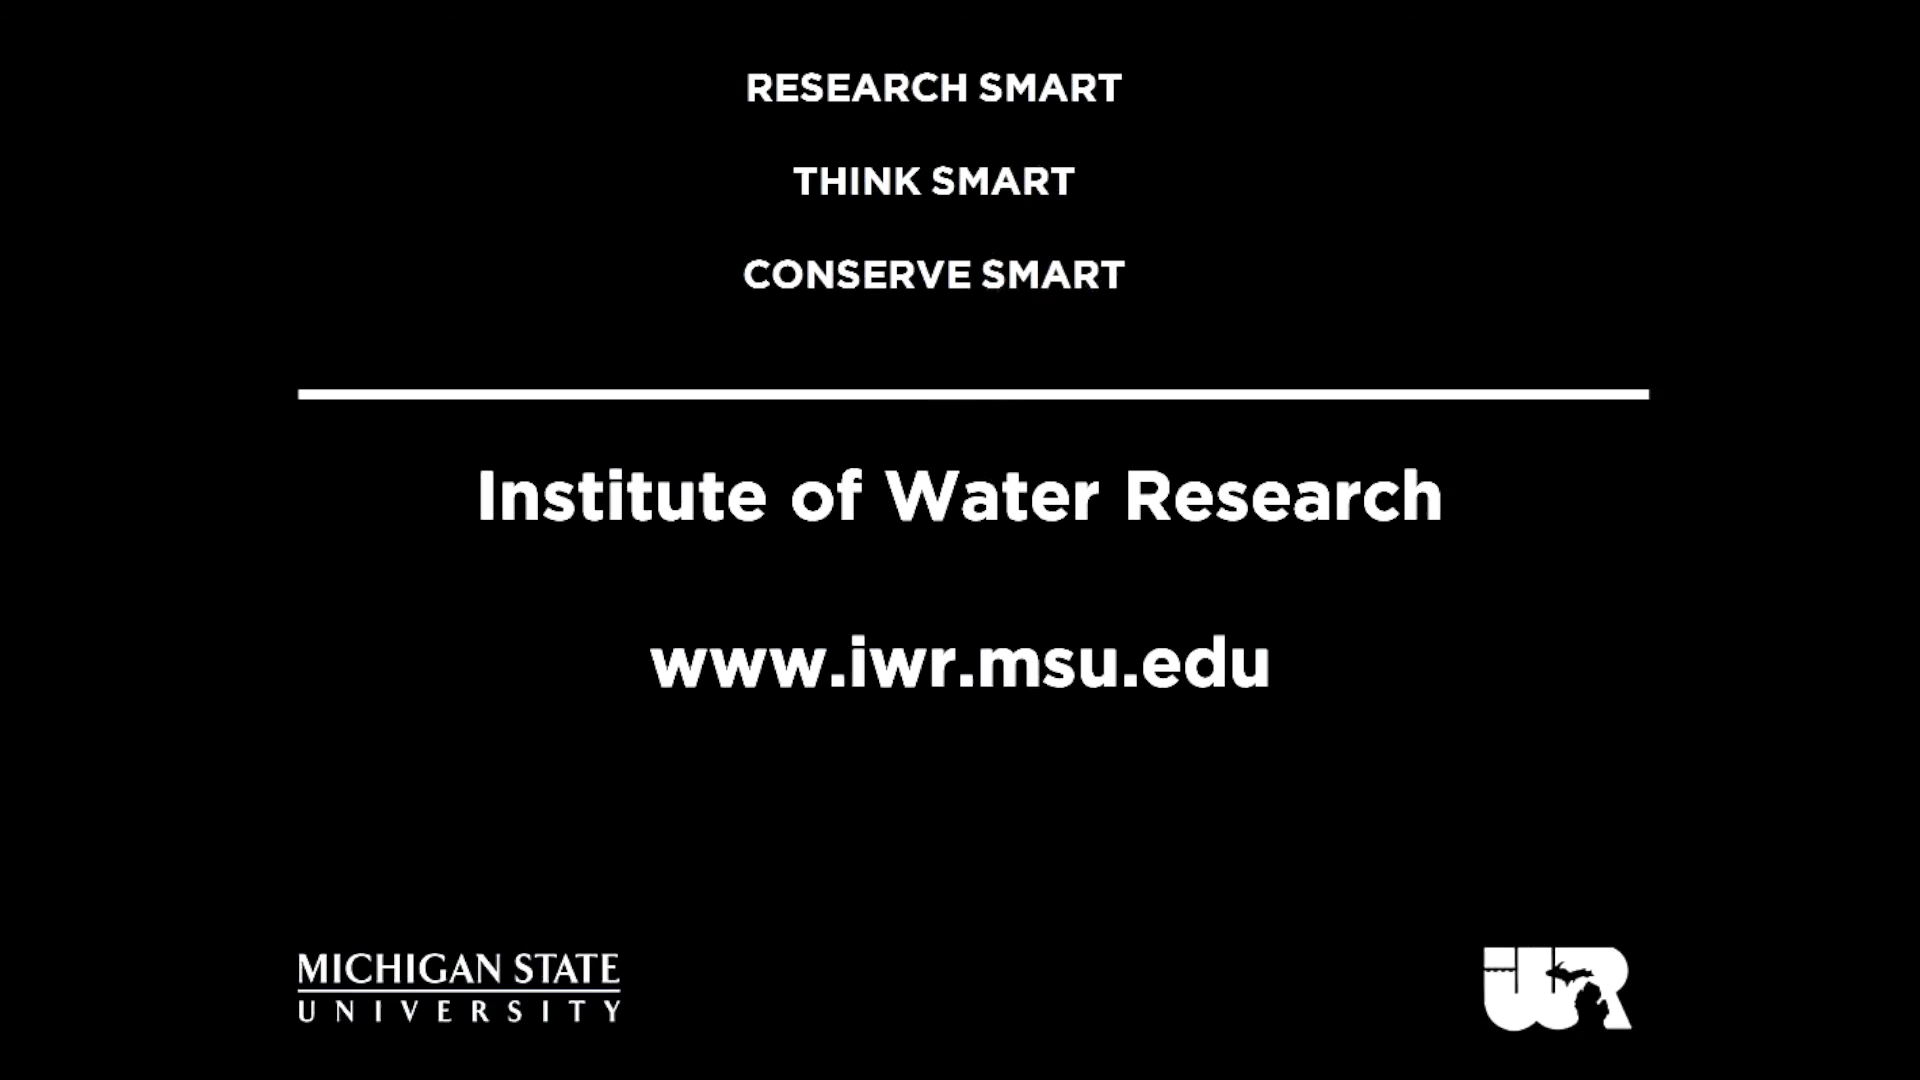 RESEARCH SMART
THINK SMART
CONSERVE SMART
Institute of Water Research
www.iwr.msu.edu
MICHIGAN STATE
UNIVERSITY
iWR